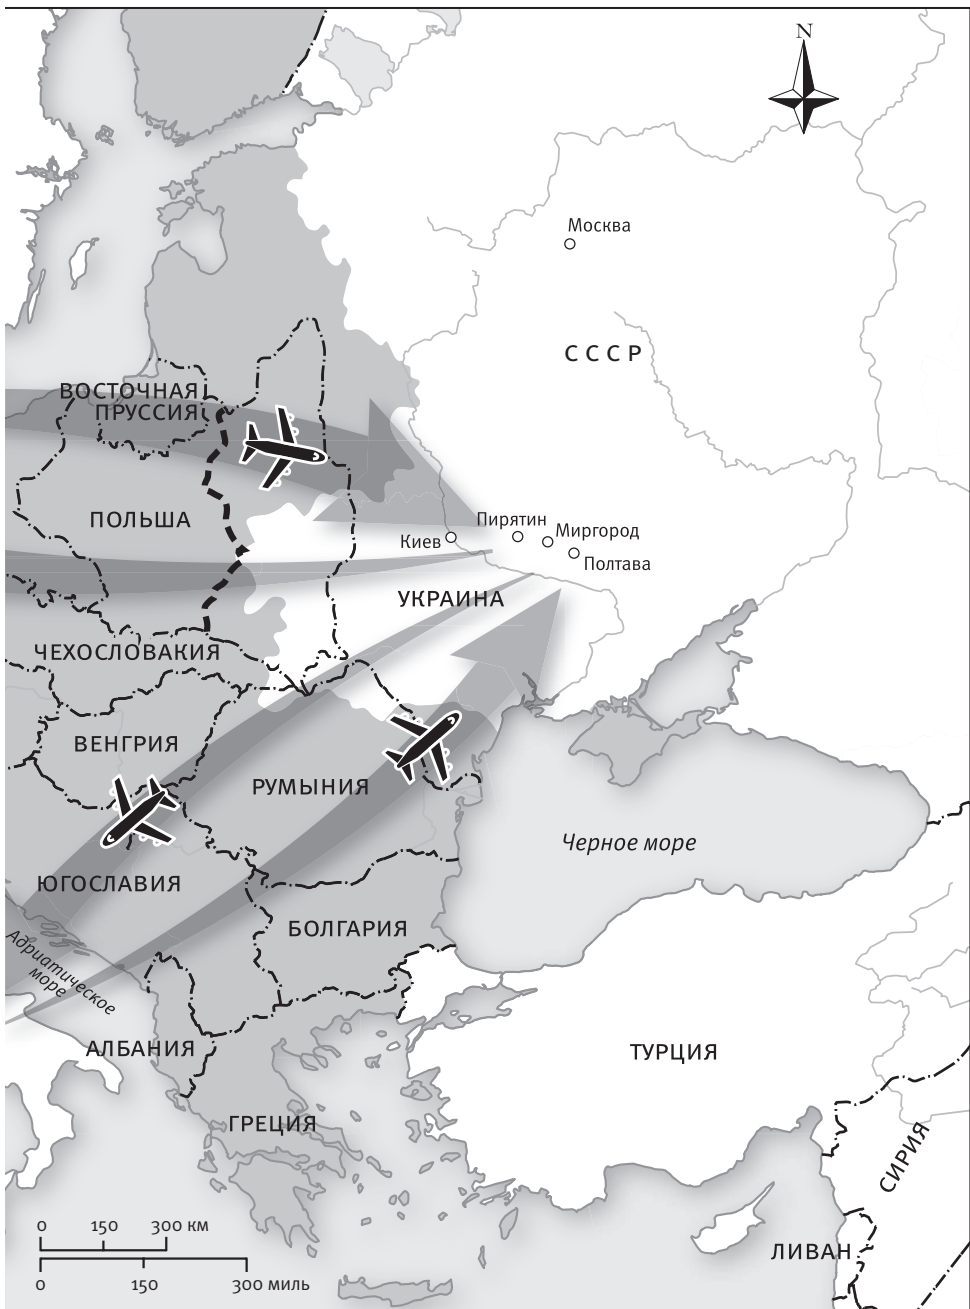 N
Москва
СССР
ВОСТОЧНАЯ
ПРУССИЯ
ПОЛЬША
Пирятин
Миргород
Киев
Полтава
УКРАИНА
ЧЕХОСЛОВАКИЯ
ВЕНГРИЯ
РУМЫНИЯ
Черное море
ЮГОСЛАВИЯ
БОЛГАРИЯ
Адриатическое
море
АЛБАНИЯ
ТУРЦИЯ
ГРЕЦИЯ
СИРИЯ
0 150 300 КМ
ЛИВАН
0 150 300 МИЛЬ